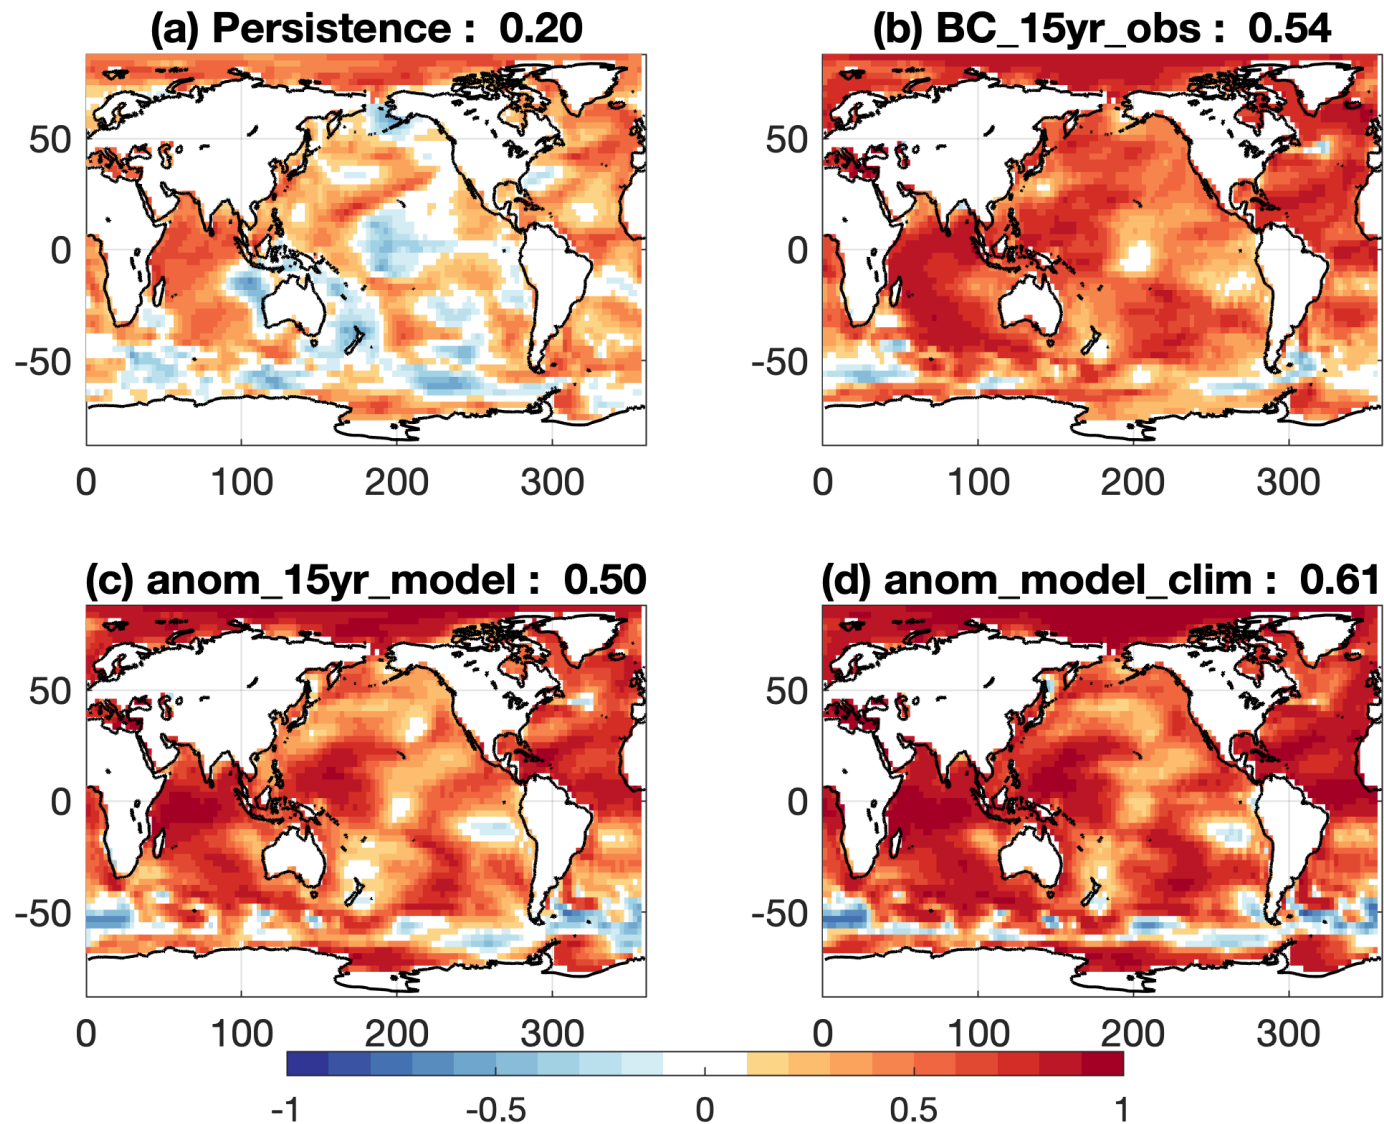 (a) Persistence : 0.20
50
0
-50
0 100 200 300
(b) BC_15yr_obs : 0.54
50
0
-50
0 100 200 300
(c) anom_15yr_model : 0.50
50
0
-50
0 100 200 300
(d) anom_model_clim : 0.61
50
0
-50
0 100 200 300
-1 -0.5 0 0.5 1